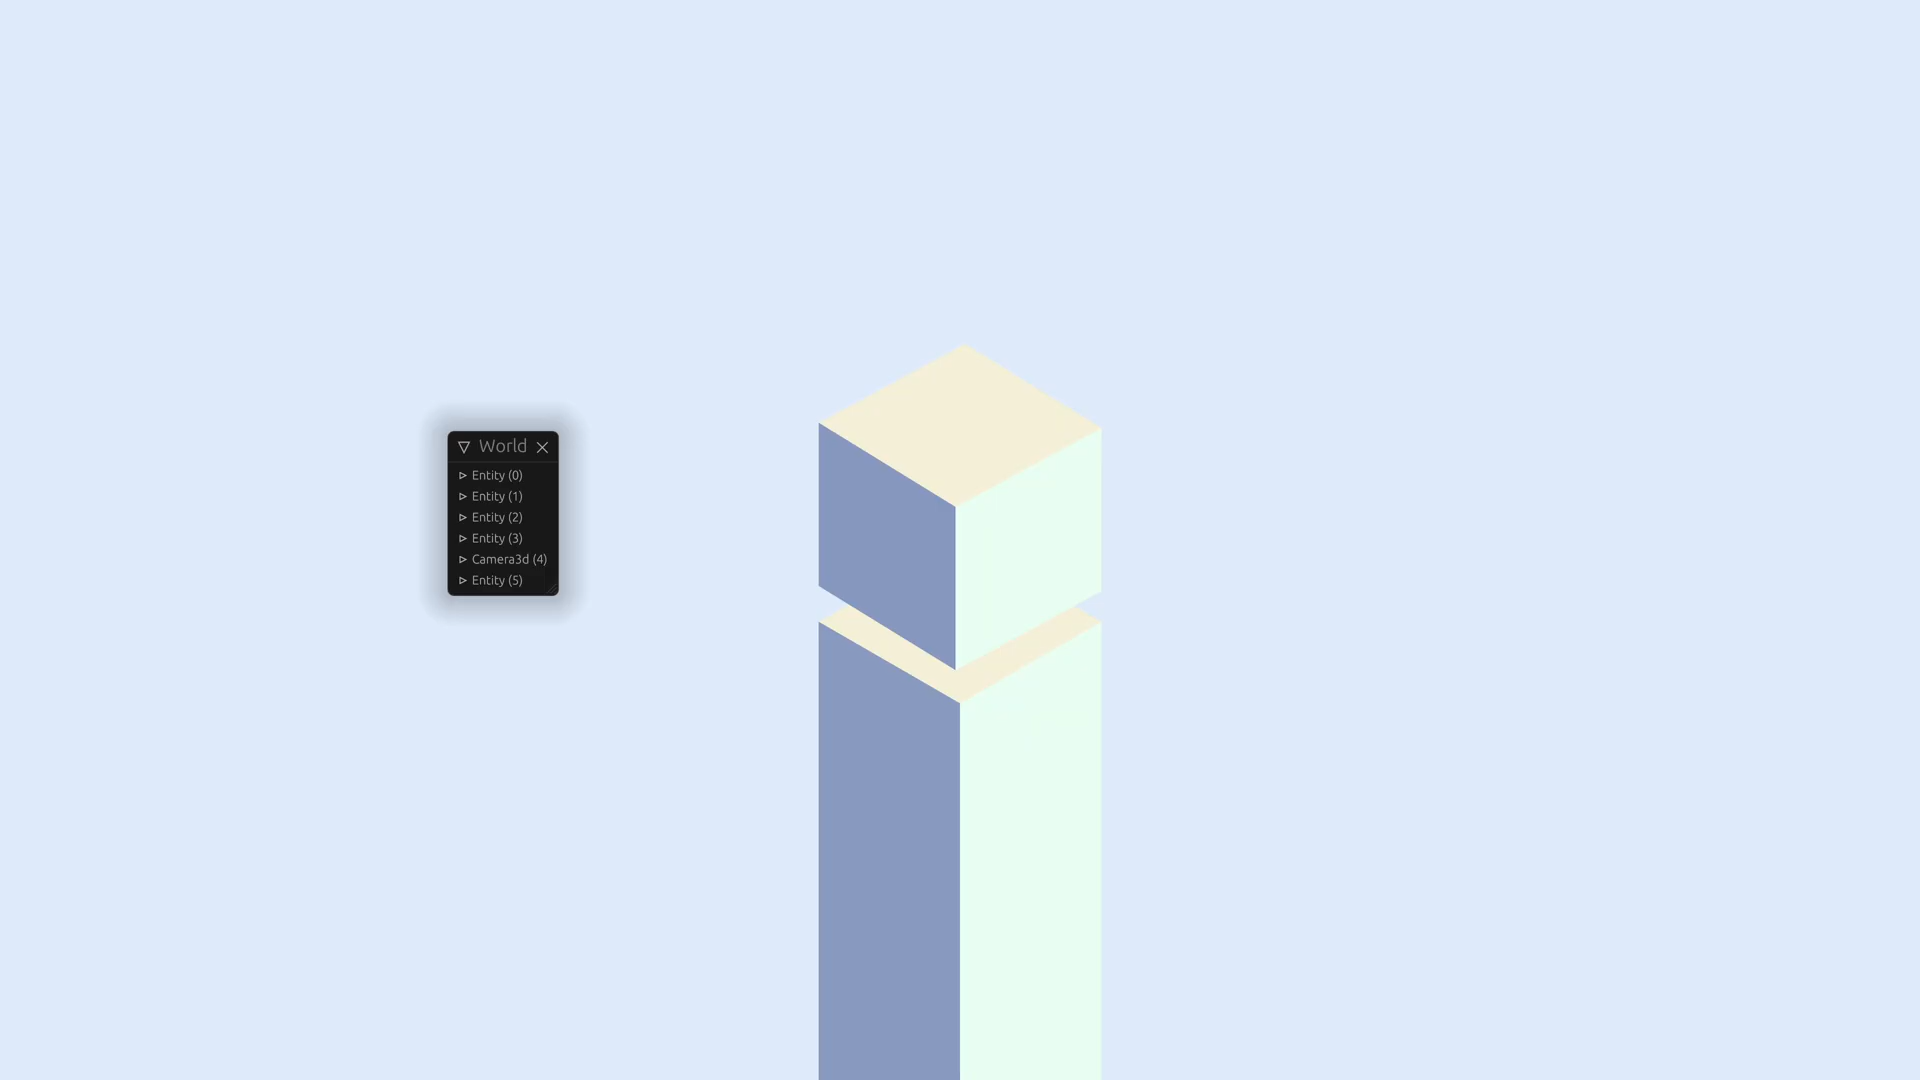 World
Entity (0)
Entity (1)
Entity (2)
Entity (3)
Camera3d (4)
Entity (5)